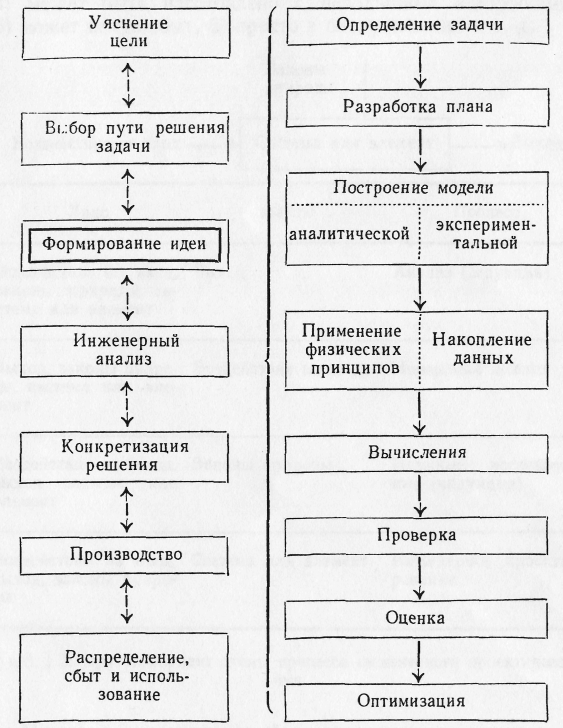 Уяснение
цели
Выбор пути решения
задачи
Формирование идеи
Инженерный
анализ
Конкретизация
решения
Производство
Распределение,
сбыт и исполь-
зование
Определение задачи
Разработка плана
Построение модели
аналитической
эксперимен-
тальной
Применение
физических
принципов
Накопление
данных
Вычисления
Проверка
Оценка
Оптимизация